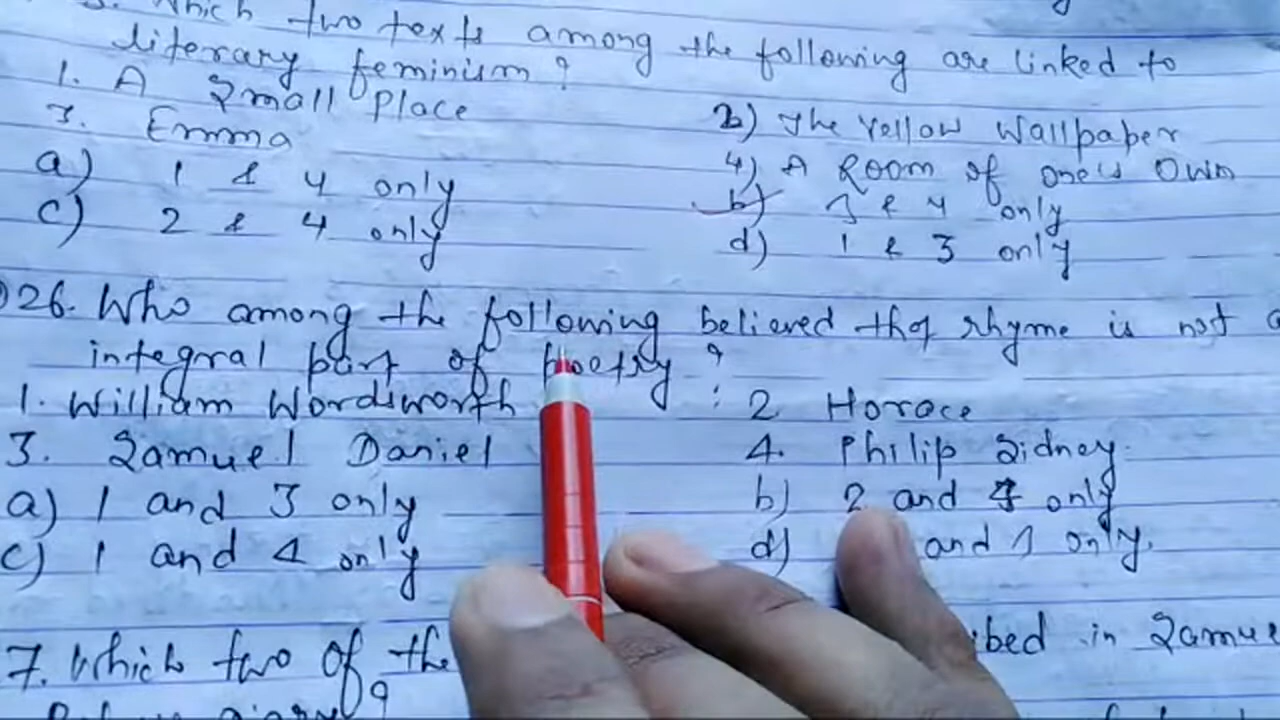 Which two texts among the following are linked to
literary feminism?
1. A Small Place
2) The Yellow Wallpaper
3. Emma
4) A Room of one's Own
a) 1 & 4 only
b) 3 & 4 only
c) 2 & 4 only
d) 1 & 3 only
26. Who among the following believed that rhyme is not
integral part of poetry?
1. William Wordsworth
2 Horace
3. Samuel Daniel
4. Philip Sidney.
a) 1 and 3 only
b) 2 and 4 only
c) 1 and 4 only
d) and 3 only.
7. Which two of the in